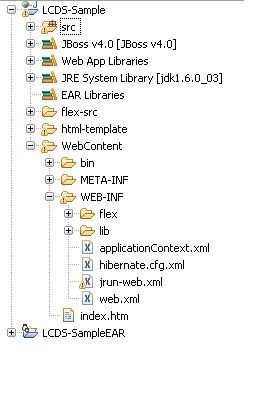 LCDS-Sample
src
JBoss v4.0 [JBoss v4.0]
Web App Libraries
JRE System Library [jdk1.6.0_03]
EAR Libraries
flex-src
html-template
WebContent
bin
META-INF
WEB-INF
flex
lib
applicationContext.xml
hibernate.cfg.xml
jrun-web.xml
web.xml
index.htm
LCDS-SampleEAR